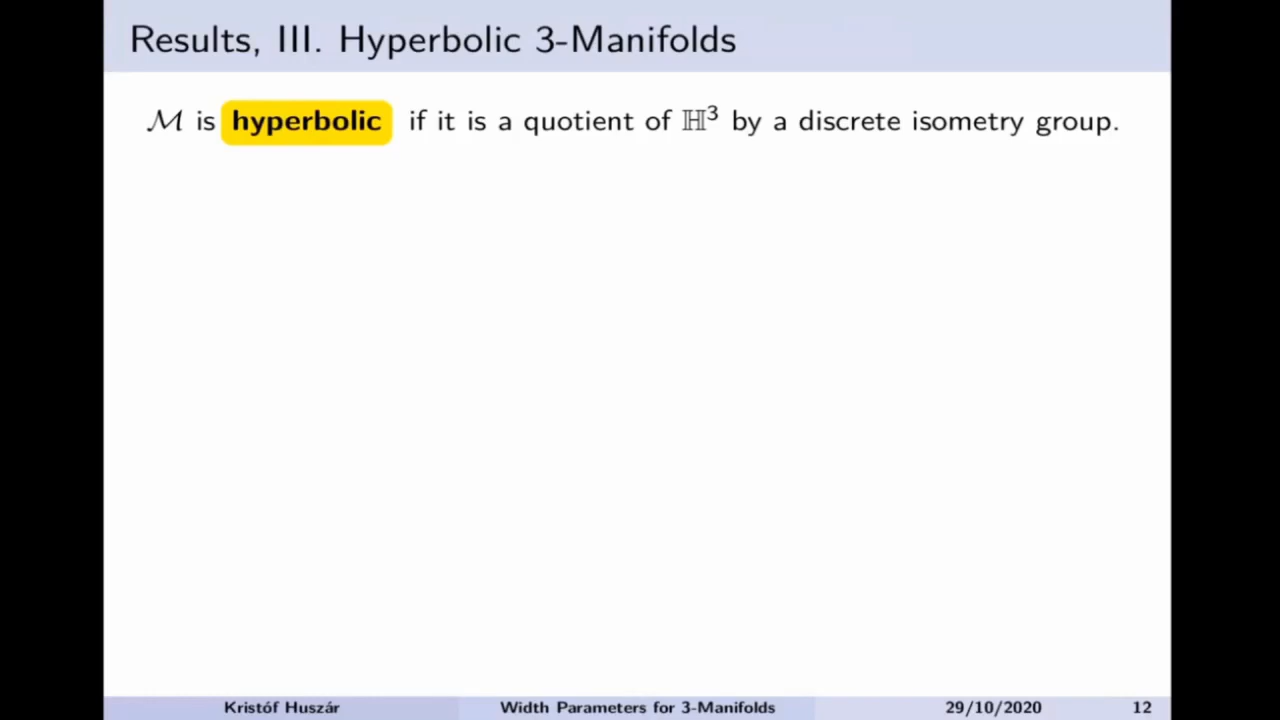 Results, III. Hyperbolic 3-Manifolds
ℳ is hyperbolic if it is a quotient of ℍ³ by a discrete isometry group.
Kristóf Huszár Width Parameters for 3-Manifolds 29/10/2020 12